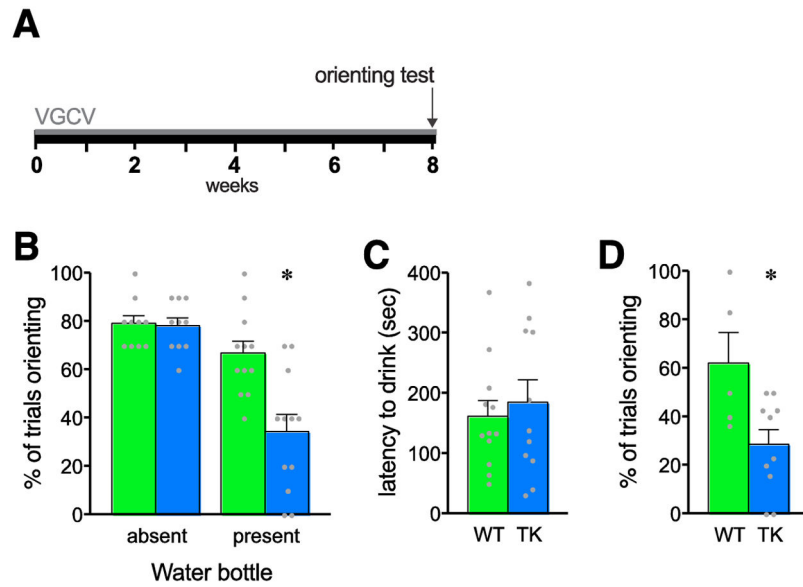 A
orienting test
VGCV
0 2 4 6 8
weeks
B
% of trials orienting
100
80
60
40
20
0
*
absent present
Water bottle
C
latency to drink (sec)
400
300
200
100
0
WT TK
D
% of trials orienting
100
80
60
40
20
0
*
WT TK